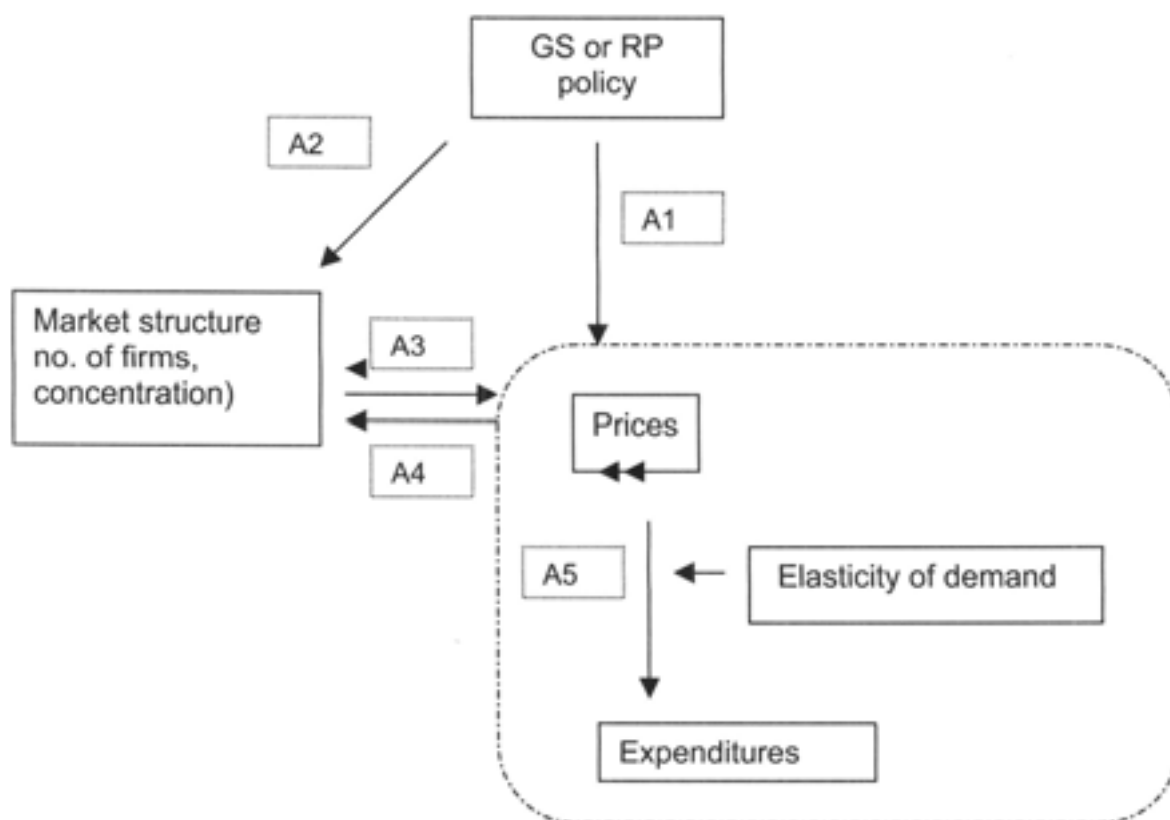 GS or RP
policy
A2
A1
Market structure
no. of firms,
concentration)
A3
Prices
A4
A5
Elasticity of demand
Expenditures